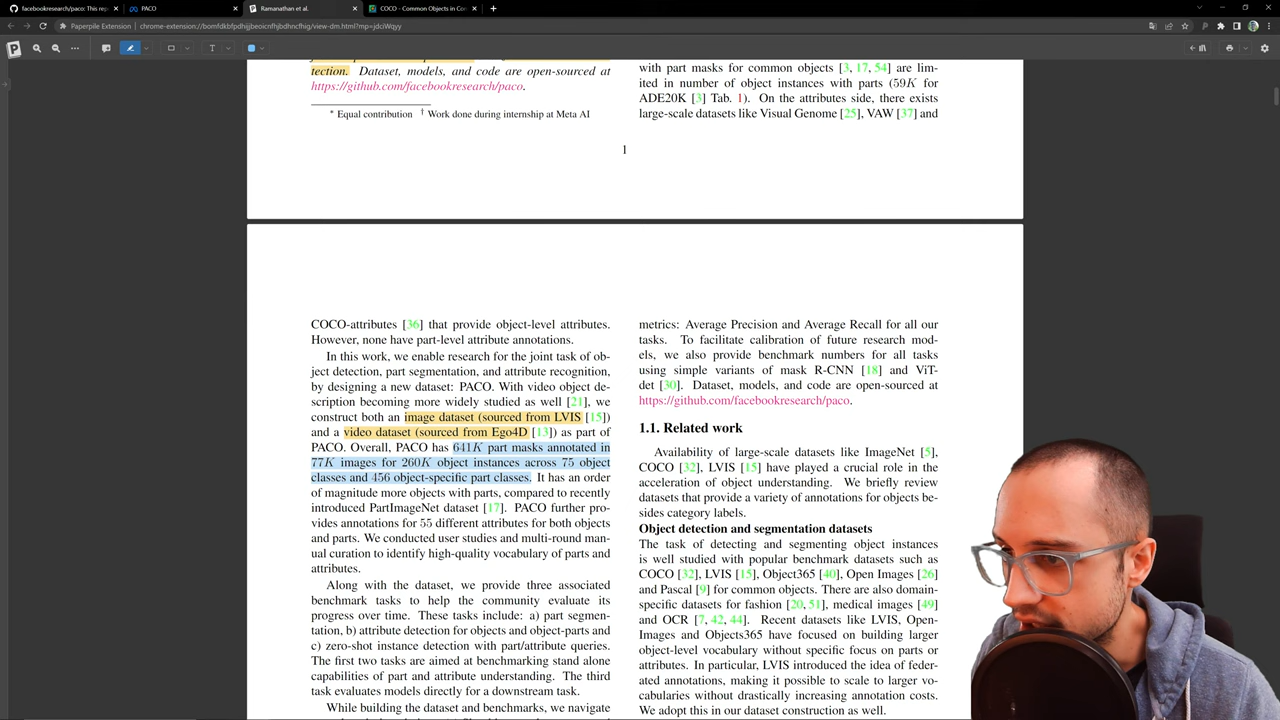 facebookresearch/paco: This rep
PACO
Ramanathan et al.
COCO - Common Objects in Con
Paperpile Extension | chrome-extension://bomfdkbfpdhijjbeoicnfhjbdhncfhig/view-dm.html?mp=jdciWqyy
tection. Dataset, models, and code are open-sourced at
https://github.com/facebookresearch/paco.
* Equal contribution † Work done during internship at Meta AI
with part masks for common objects [3, 17, 54] are lim-
ited in number of object instances with parts (59K for
ADE20K [3] Tab. 1). On the attributes side, there exists
large-scale datasets like Visual Genome [25], VAW [37] and
1
COCO-attributes [36] that provide object-level attributes.
However, none have part-level attribute annotations.
In this work, we enable research for the joint task of ob-
ject detection, part segmentation, and attribute recognition,
by designing a new dataset: PACO. With video object de-
scription becoming more widely studied as well [21], we
construct both an image dataset (sourced from LVIS [15])
and a video dataset (sourced from Ego4D [13]) as part of
PACO. Overall, PACO has 641K part masks annotated in
77K images for 260K object instances across 75 object
classes and 456 object-specific part classes. It has an order
of magnitude more objects with parts, compared to recently
introduced PartImageNet dataset [17]. PACO further pro-
vides annotations for 55 different attributes for both objects
and parts. We conducted user studies and multi-round man-
ual curation to identify high-quality vocabulary of parts and
attributes.
Along with the dataset, we provide three associated
benchmark tasks to help the community evaluate its
progress over time. These tasks include: a) part segmen-
tation, b) attribute detection for objects and object-parts and
c) zero-shot instance detection with part/attribute queries.
The first two tasks are aimed at benchmarking stand alone
capabilities of part and attribute understanding. The third
task evaluates models directly for a downstream task.
While building the dataset and benchmarks, we navigate
metrics: Average Precision and Average Recall for all our
tasks. To facilitate calibration of future research mod-
els, we also provide benchmark numbers for all tasks
using simple variants of mask R-CNN [18] and ViT-
det [30]. Dataset, models, and code are open-sourced at
https://github.com/facebookresearch/paco.
1.1. Related work
Availability of large-scale datasets like ImageNet [5],
COCO [32], LVIS [15] have played a crucial role in the
acceleration of object understanding. We briefly review
datasets that provide a variety of annotations for objects be-
sides category labels.
Object detection and segmentation datasets
The task of detecting and segmenting object instances
is well studied with popular benchmark datasets such as
COCO [32], LVIS [15], Object365 [40], Open Images [26]
and Pascal [9] for common objects. There are also domain-
specific datasets for fashion [20, 51], medical images [49]
and OCR [7, 42, 44]. Recent datasets like LVIS, Open-
Images and Objects365 have focused on building larger
object-level vocabulary without specific focus on parts or
attributes. In particular, LVIS introduced the idea of feder-
ated annotations, making it possible to scale to larger vo-
cabularies without drastically increasing annotation costs.
We adopt this in our dataset construction as well.